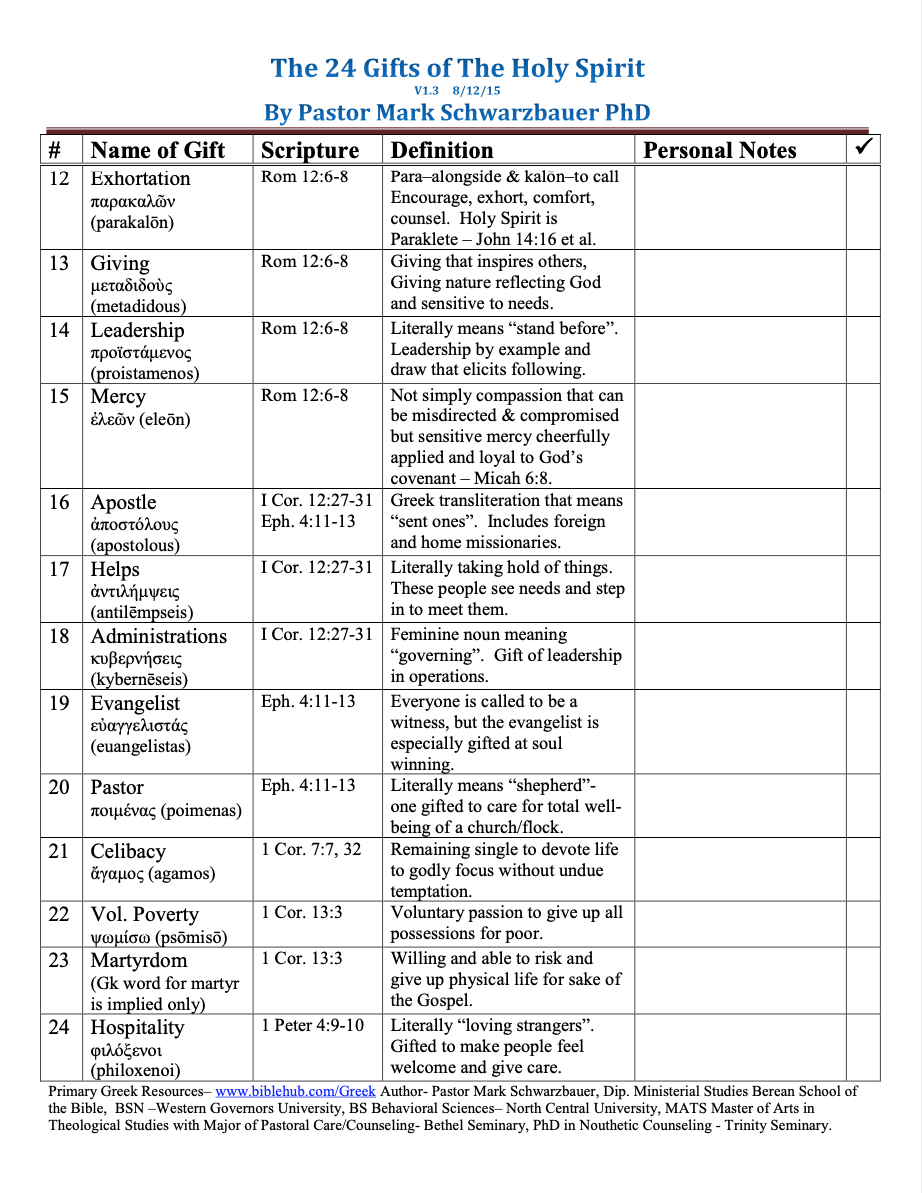 The 24 Gifts of The Holy Spirit
V1.3 8/12/15
By Pastor Mark Schwarzbauer PhD
# Name of Gift Scripture Definition Personal Notes ✓
12 Exhortation Rom 12:6-8 Para–alongside & kalōn–to call
παρακαλῶν Encourage, exhort, comfort,
(parakalōn) counsel. Holy Spirit is
Paraklete – John 14:16 et al.
13 Giving Rom 12:6-8 Giving that inspires others,
μεταδιδοὺς Giving nature reflecting God
(metadidous) and sensitive to needs.
14 Leadership Rom 12:6-8 Literally means “stand before”.
προϊστάμενος Leadership by example and
(proistamenos) draw that elicits following.
15 Mercy Rom 12:6-8 Not simply compassion that can
ἐλεῶν (eleōn) be misdirected & compromised
but sensitive mercy cheerfully
applied and loyal to God’s
covenant – Micah 6:8.
16 Apostle I Cor. 12:27-31 Greek transliteration that means
ἀποστόλους Eph. 4:11-13 “sent ones”. Includes foreign
(apostolous) and home missionaries.
17 Helps I Cor. 12:27-31 Literally taking hold of things.
ἀντιλήμψεις These people see needs and step
(antilēmpseis) in to meet them.
18 Administrations I Cor. 12:27-31 Feminine noun meaning
κυβερνήσεις “governing”. Gift of leadership
(kybernēseis) in operations.
19 Evangelist Eph. 4:11-13 Everyone is called to be a
εὐαγγελιστάς witness, but the evangelist is
(euangelistas) especially gifted at soul
winning.
20 Pastor Eph. 4:11-13 Literally means “shepherd”-
ποιμένας (poimenas) one gifted to care for total well-
being of a church/flock.
21 Celibacy 1 Cor. 7:7, 32 Remaining single to devote life
ἄγαμος (agamos) to godly focus without undue
temptation.
22 Vol. Poverty 1 Cor. 13:3 Voluntary passion to give up all
ψωμίσω (psōmisō) possessions for poor.
23 Martyrdom 1 Cor. 13:3 Willing and able to risk and
(Gk word for martyr give up physical life for sake of
is implied only) the Gospel.
24 Hospitality 1 Peter 4:9-10 Literally “loving strangers”.
φιλόξενοι Gifted to make people feel
(philoxenoi) welcome and give care.
Primary Greek Resources– www.biblehub.com/Greek Author- Pastor Mark Schwarzbauer, Dip. Ministerial Studies Berean School of
the Bible, BSN –Western Governors University, BS Behavioral Sciences– North Central University, MATS Master of Arts in
Theological Studies with Major of Pastoral Care/Counseling- Bethel Seminary, PhD in Nouthetic Counseling - Trinity Seminary.